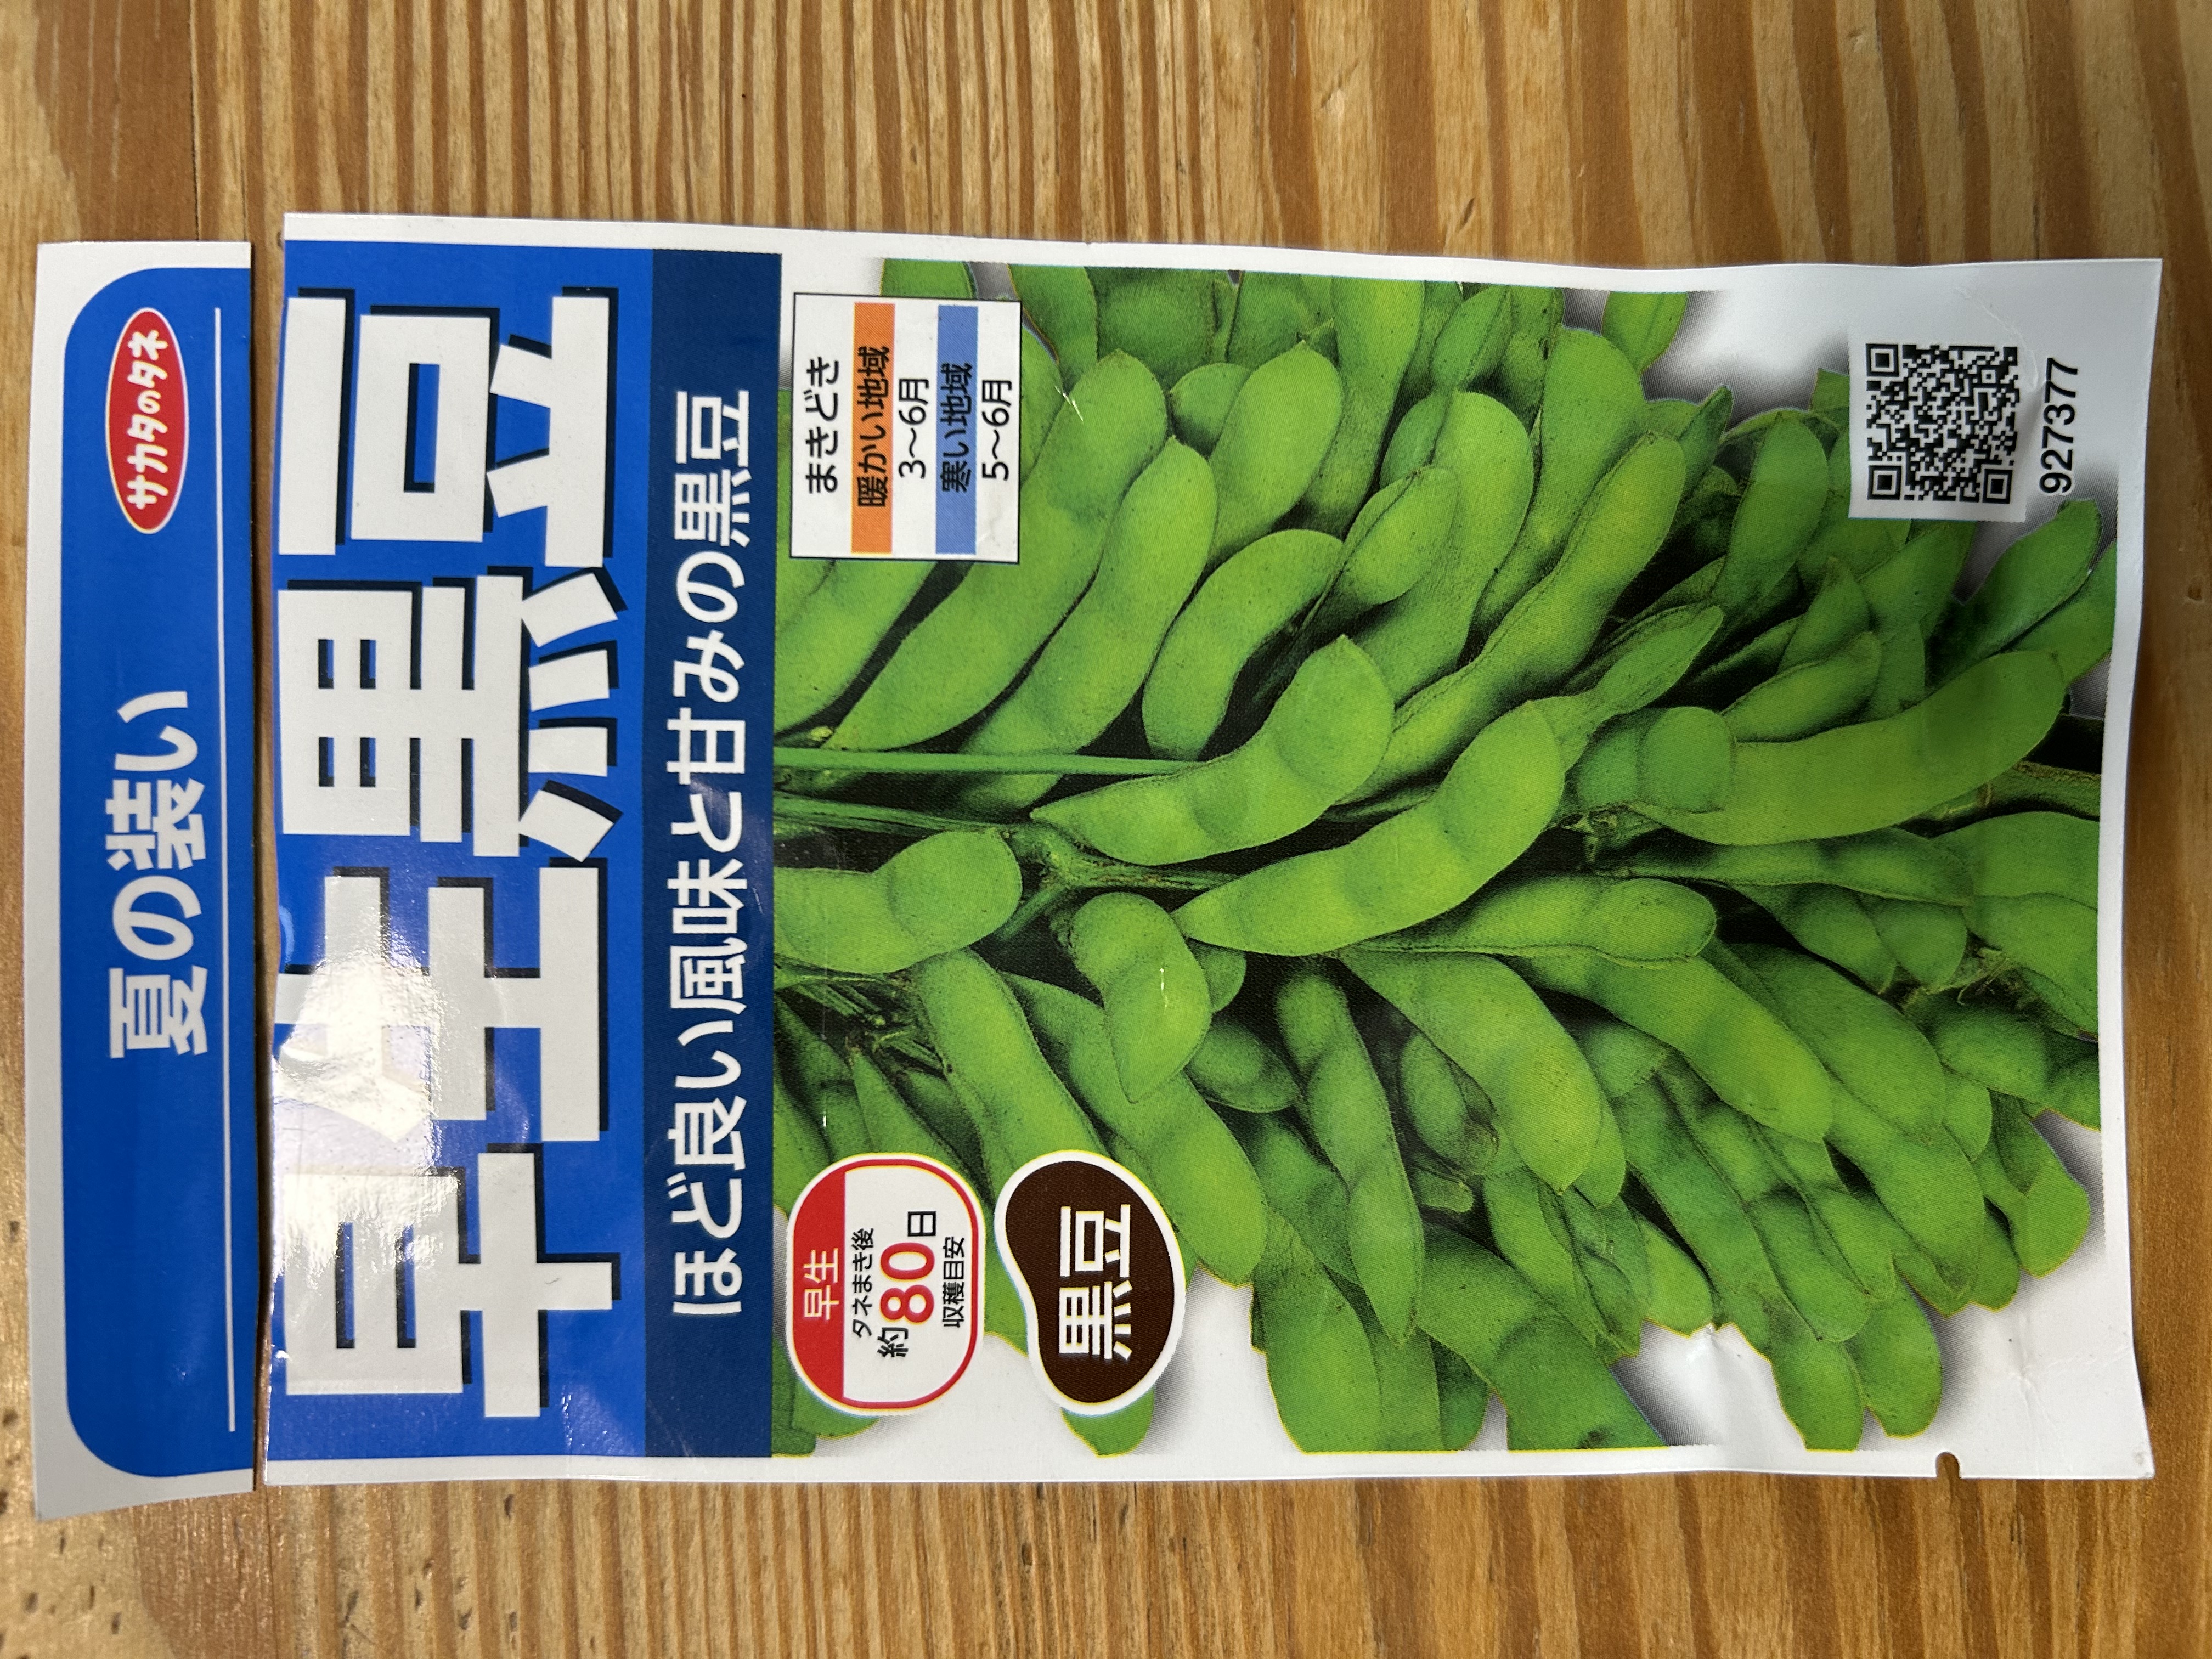 サカタのタネ
夏の装い
早生黒豆
ほど良い風味と甘みの黒豆
早生
タネまき後
約80日
収穫目安
黒豆
まきどき
暖かい地域
3〜6月
寒い地域
5〜6月
927377